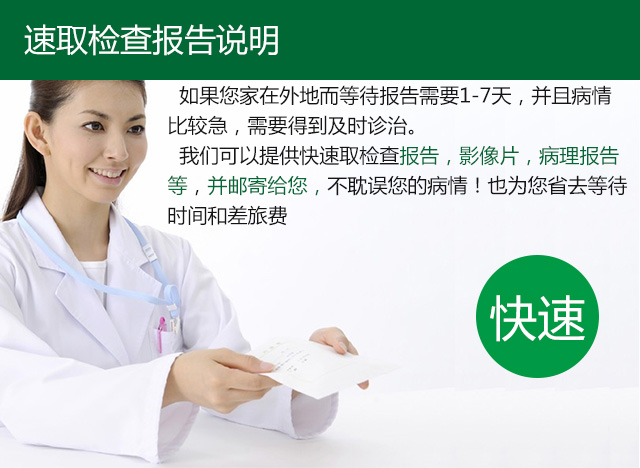 速取检查报告说明
如果您家在外地而等待报告需要1-7天，并且病情
比较急，需要得到及时诊治。
我们可以提供快速取检查报告，影像片，病理报告
等，并邮寄给您，不耽误您的病情！也为您省去等待
时间和差旅费
快速